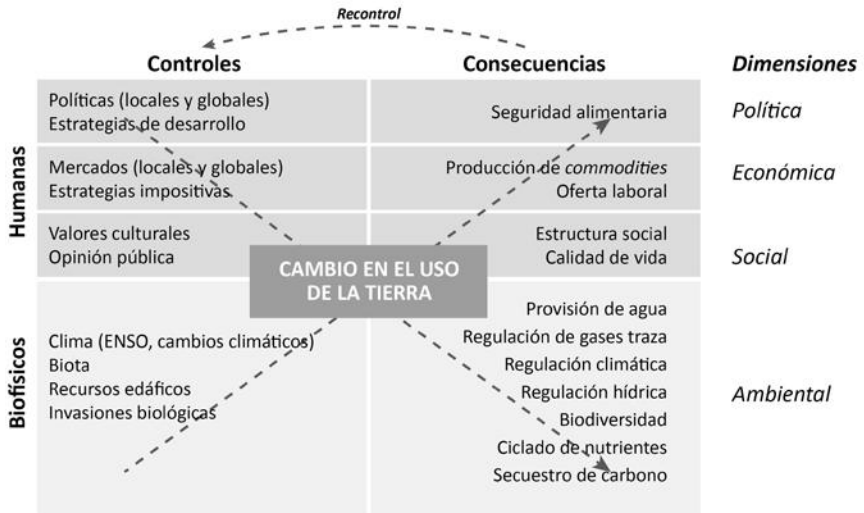 Recontrol
Controles
Consecuencias
Dimensiones
Humanas
Políticas (locales y globales)
Estrategias de desarrollo
Seguridad alimentaria
Política
Mercados (locales y globales)
Estrategias impositivas
Producción de commodities
Oferta laboral
Económica
Valores culturales
Opinión pública
Estructura social
Calidad de vida
Social
CAMBIO EN EL USO
DE LA TIERRA
Biofísicos
Clima (ENSO, cambios climáticos)
Biota
Recursos edáficos
Invasiones biológicas
Provisión de agua
Regulación de gases traza
Regulación climática
Regulación hídrica
Biodiversidad
Ciclado de nutrientes
Secuestro de carbono
Ambiental